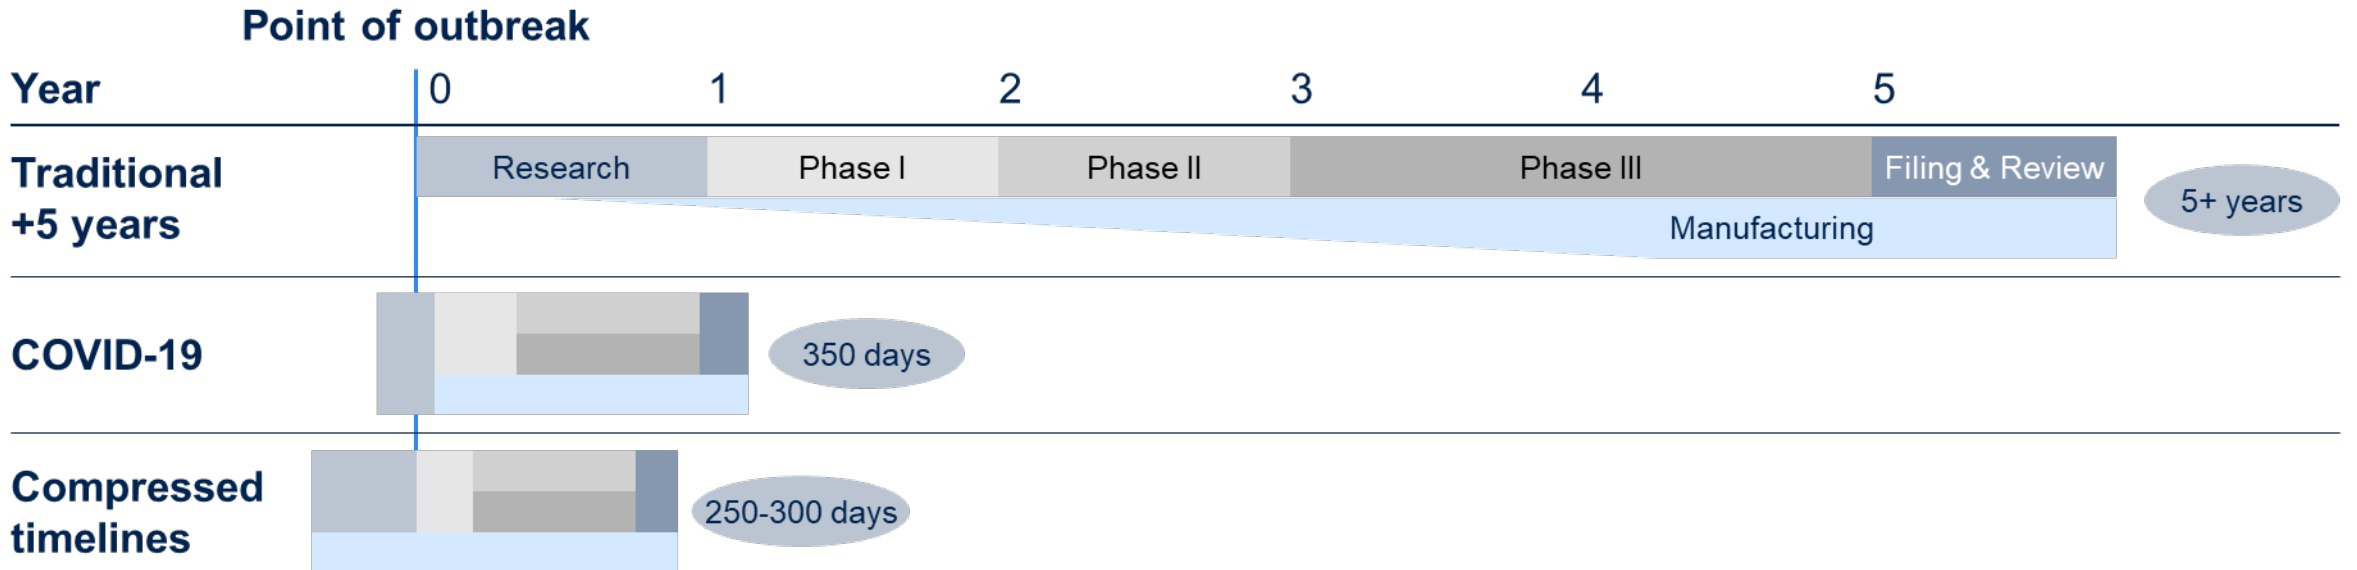 Point of outbreak
Year 0 1 2 3 4 5
Traditional
+5 years
Research Phase I Phase II Phase III Filing & Review
Manufacturing
5+ years
COVID-19
350 days
Compressed
timelines
250-300 days